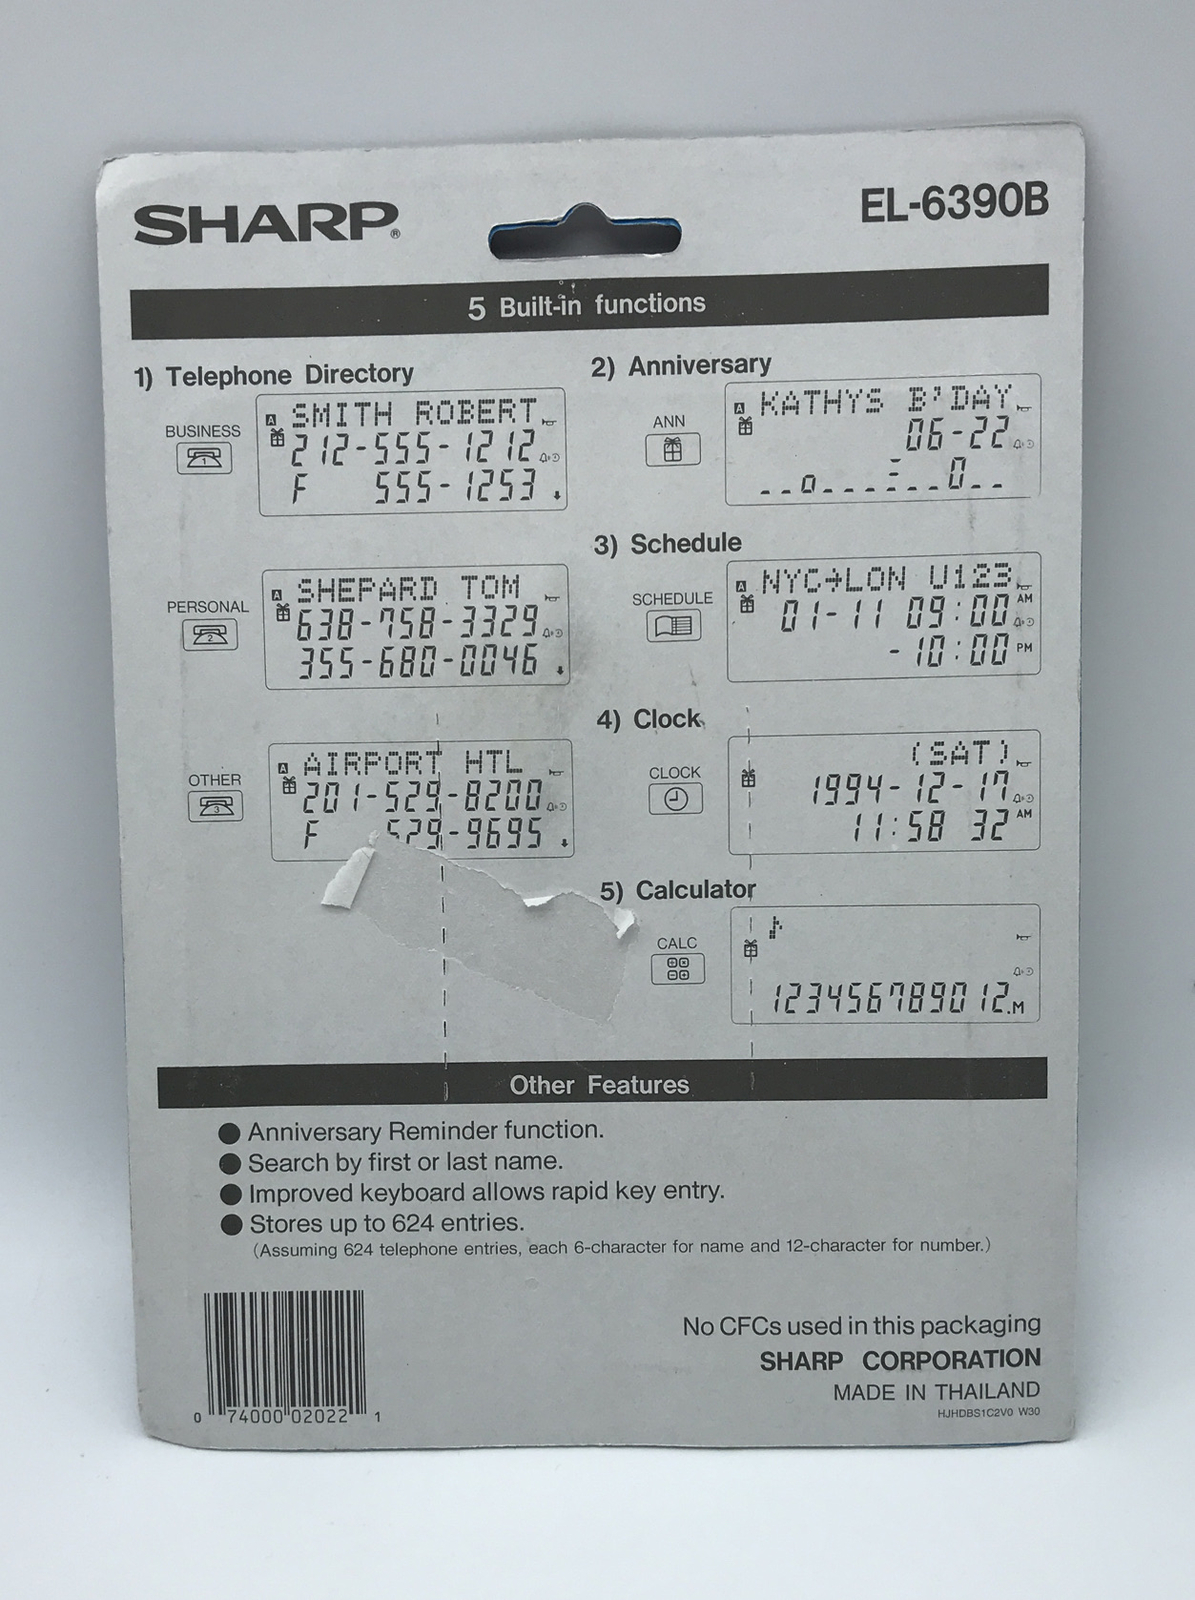 SHARP®
EL-6390B
5 Built-in functions
1) Telephone Directory
BUSINESS
1
A SMITH ROBERT
212-555-1212
F 555-1253
PERSONAL
2
A SHEPARD TOM
638-758-3329
355-680-0046
OTHER
3
A AIRPORT HTL
201-529-8200
F 529-9695
2) Anniversary
ANN
A KATHYS B'DAY
06-22
3) Schedule
SCHEDULE
A NYC→LON U123
01-11 09:00 AM
-10:00 PM
4) Clock
CLOCK
(SAT)
1994-12-17
11:58 32 AM
5) Calculator
CALC
123456789012.M
Other Features
● Anniversary Reminder function.
● Search by first or last name.
● Improved keyboard allows rapid key entry.
● Stores up to 624 entries.
(Assuming 624 telephone entries, each 6-character for name and 12-character for number.)
0 74000 02022 1
No CFCs used in this packaging
SHARP CORPORATION
MADE IN THAILAND
HJHDBS1C2V0 W30